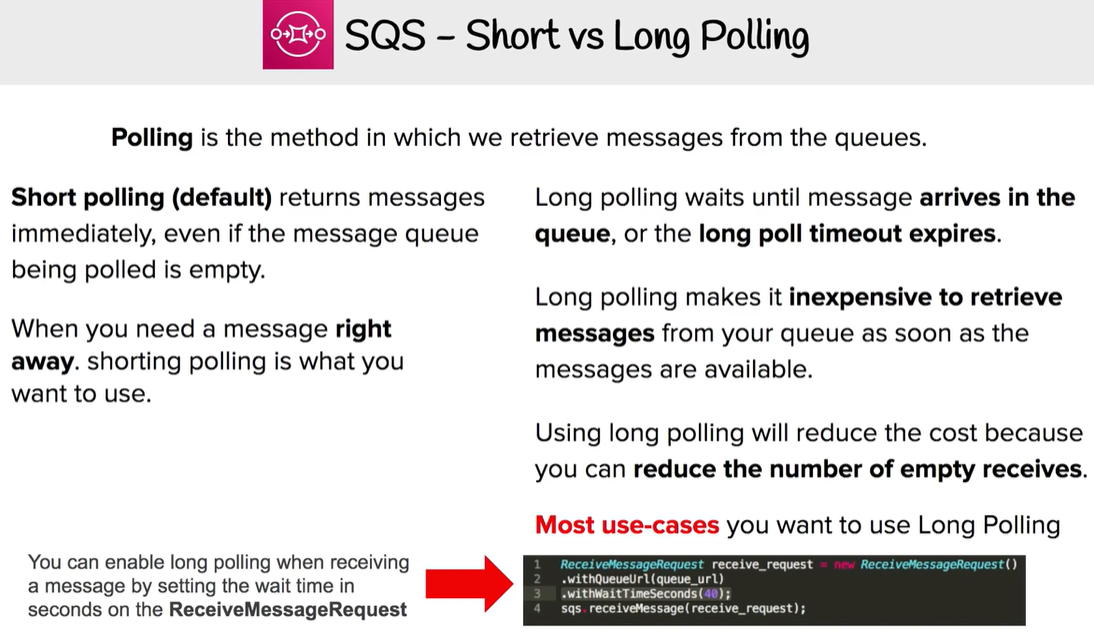 SQS – Short vs Long Polling
Polling is the method in which we retrieve messages from the queues.
Short polling (default) returns messages
immediately, even if the message queue
being polled is empty.
When you need a message right
away. shorting polling is what you
want to use.
Long polling waits until message arrives in the
queue, or the long poll timeout expires.
Long polling makes it inexpensive to retrieve
messages from your queue as soon as the
messages are available.
Using long polling will reduce the cost because
you can reduce the number of empty receives.
Most use-cases you want to use Long Polling
You can enable long polling when receiving
a message by setting the wait time in
seconds on the ReceiveMessageRequest
1 ReceiveMessageRequest receive_request = new ReceiveMessageRequest()
2 .withQueueUrl(queue_url)
3 .withWaitTimeSeconds(40);
4 sqs.receiveMessage(receive_request);